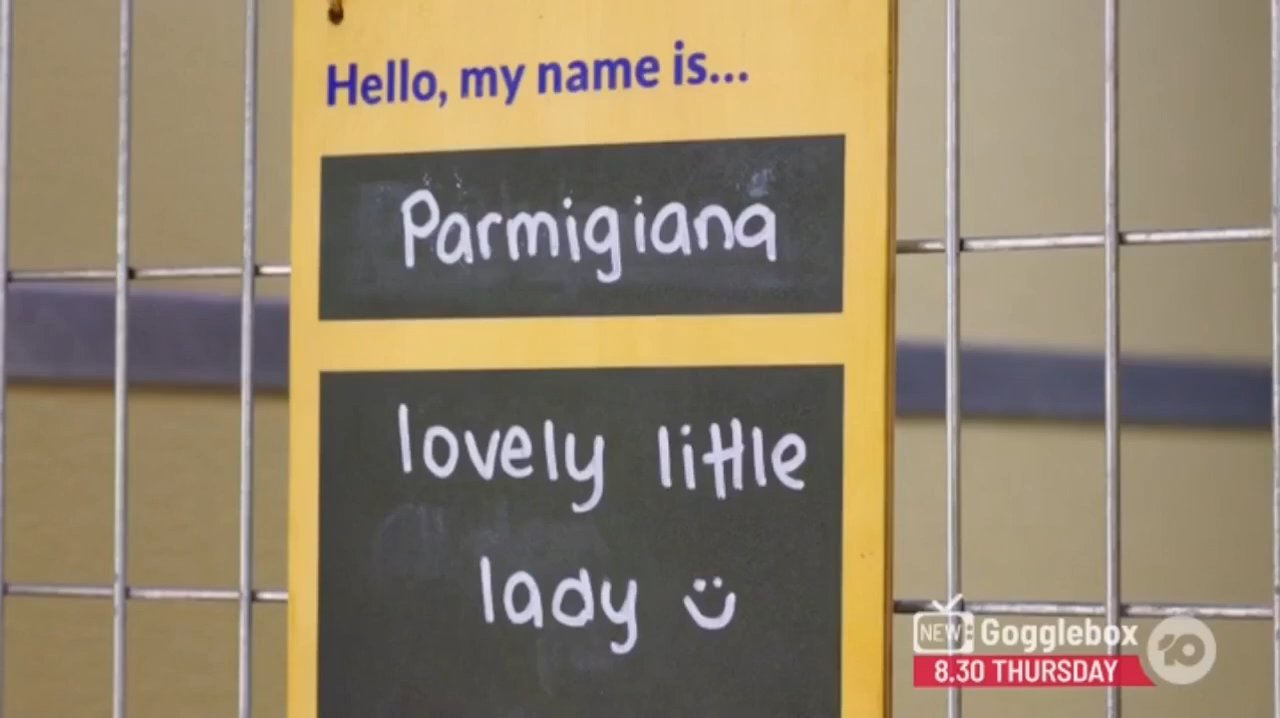 Hello, my name is...
Parmigiana
lovely little
lady
NEW: Gogglebox
8.30 THURSDAY
10